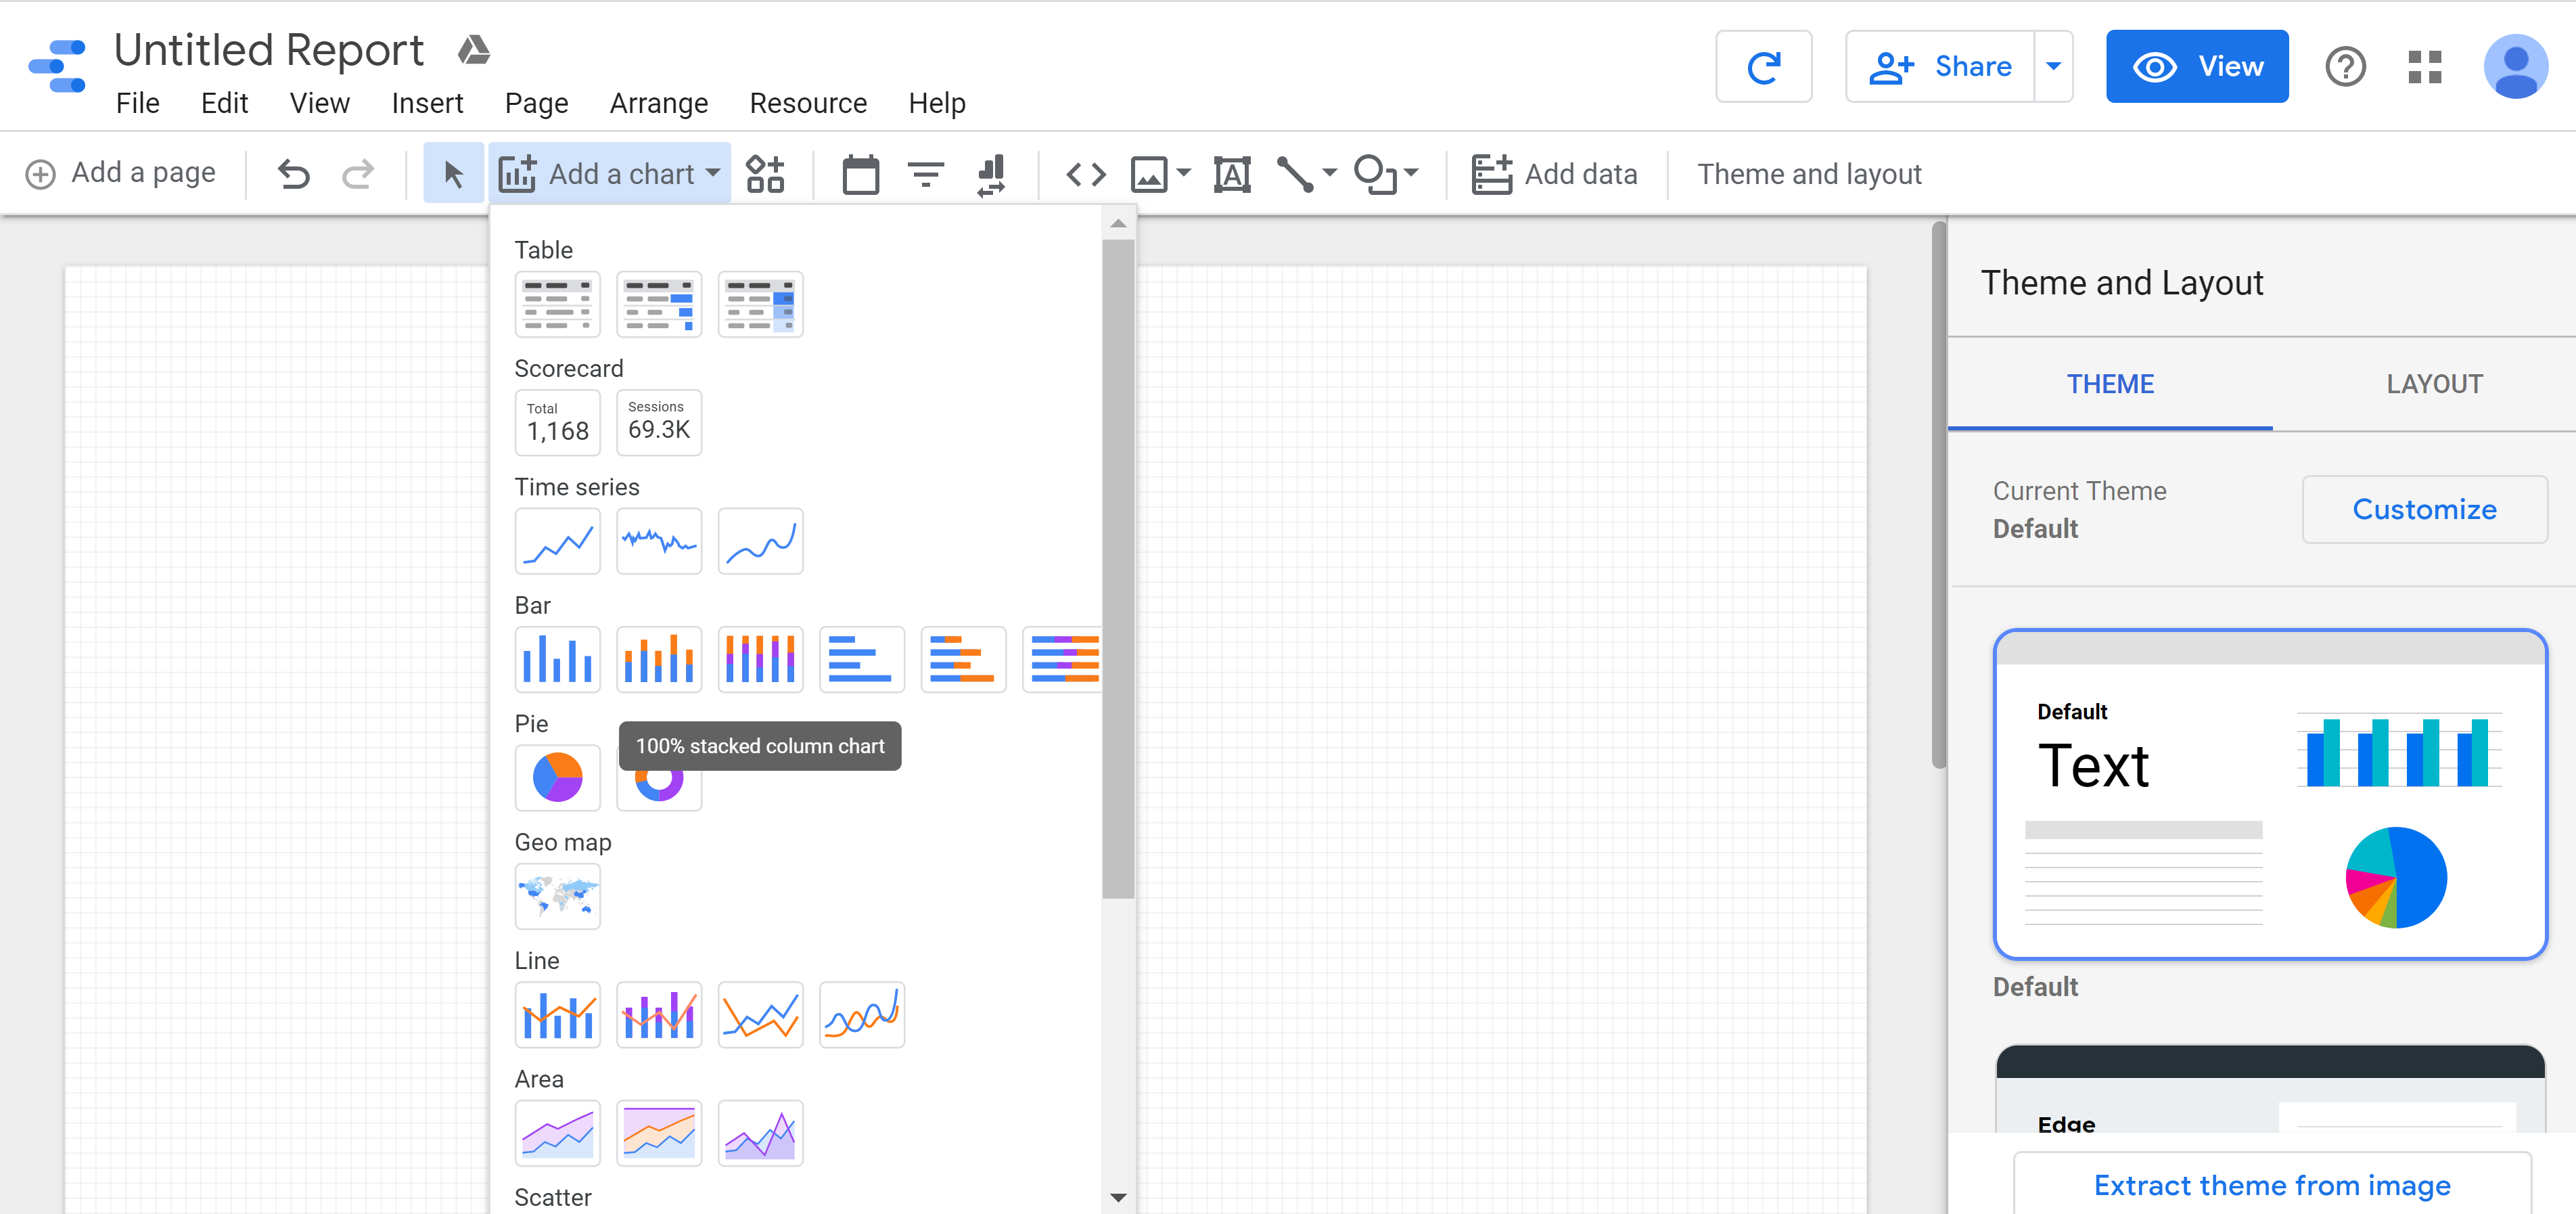 Untitled Report
File Edit View Insert Page Arrange Resource Help
Share
View
Add a page
Add a chart
Add data
Theme and layout
Table
Scorecard
Total
1,168
Sessions
69.3K
Time series
Bar
Pie
100% stacked column chart
Geo map
Line
Area
Scatter
Theme and Layout
THEME
LAYOUT
Current Theme
Default
Customize
Default
Text
Default
Edge
Extract theme from image